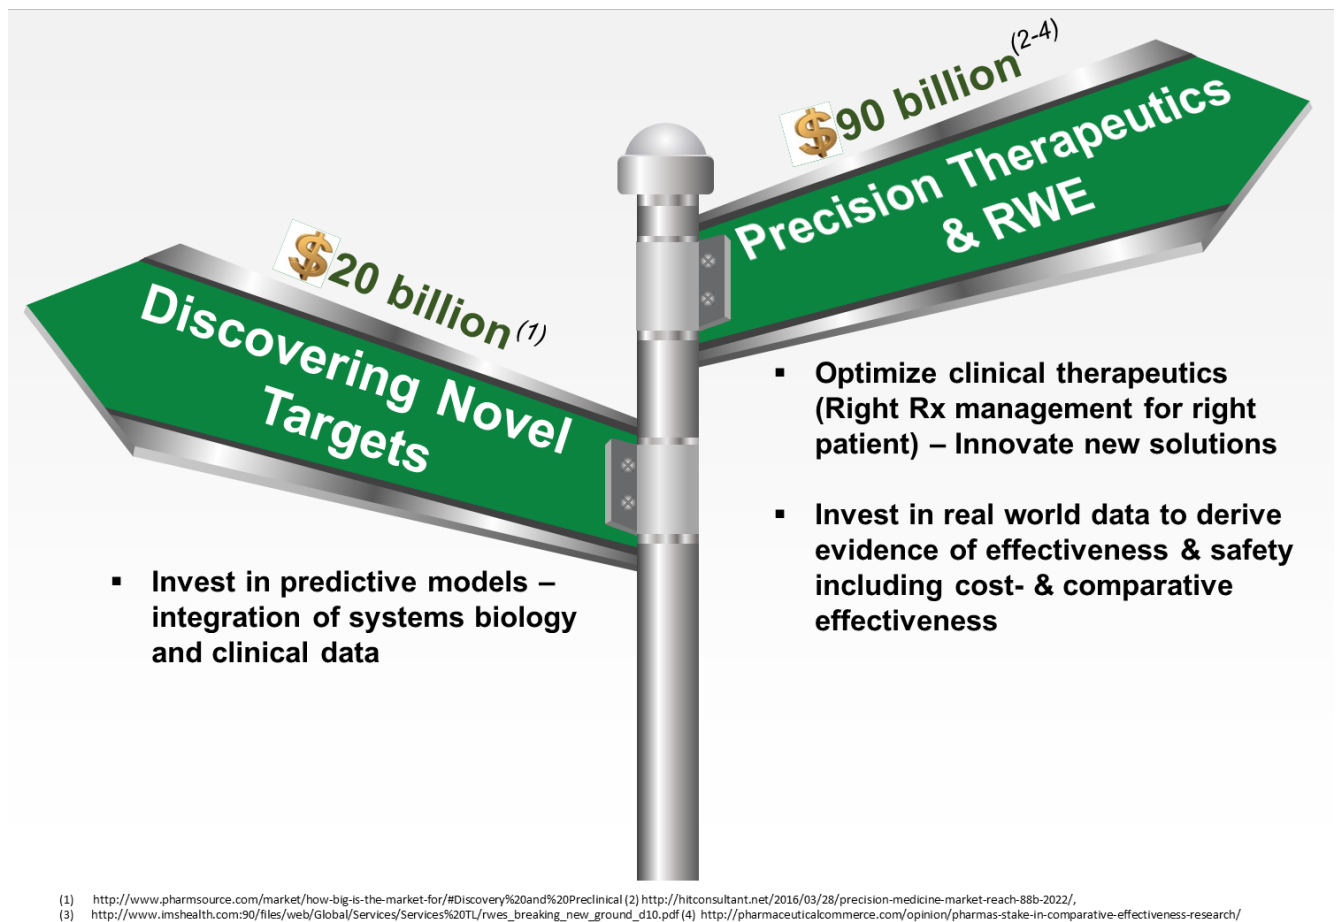 $90 billion(2-4)
Precision Therapeutics
& RWE
$20 billion(1)
Discovering Novel
Targets
▪ Optimize clinical therapeutics
(Right Rx management for right
patient) – Innovate new solutions
▪ Invest in real world data to derive
evidence of effectiveness & safety
including cost- & comparative
effectiveness
▪ Invest in predictive models –
integration of systems biology
and clinical data
(1) http://www.pharmsource.com/market/how-big-is-the-market-for/#Discovery%20and%20Preclinical (2) http://hitconsultant.net/2016/03/28/precision-medicine-market-reach-88b-2022/,
(3) http://www.imshealth.com:90/files/web/Global/Services/Services%20TL/rwes_breaking_new_ground_d10.pdf (4) http://pharmaceuticalcommerce.com/opinion/pharmas-stake-in-comparative-effectiveness-research/